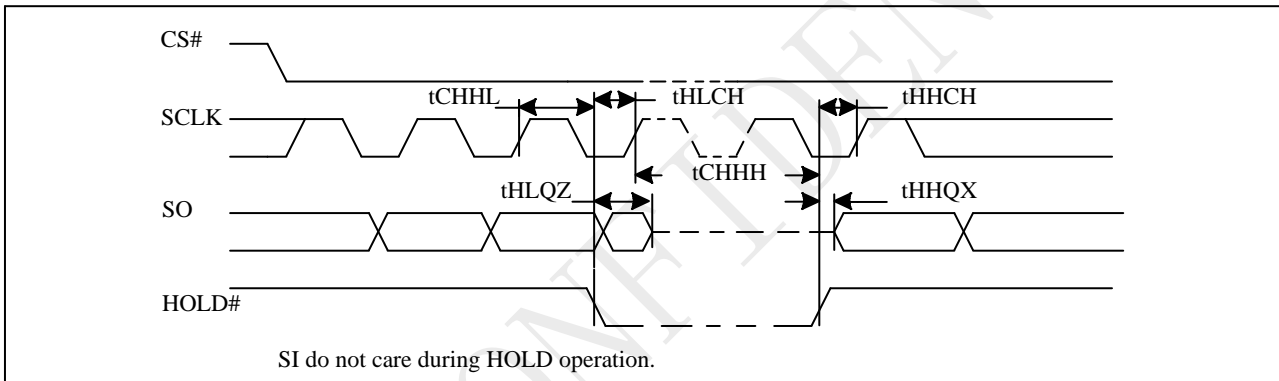 CS#
tCHHL tHLCH tHHCH
SCLK
tCHHH
tHLQZ tHHQX
SO
HOLD#
SI do not care during HOLD operation.